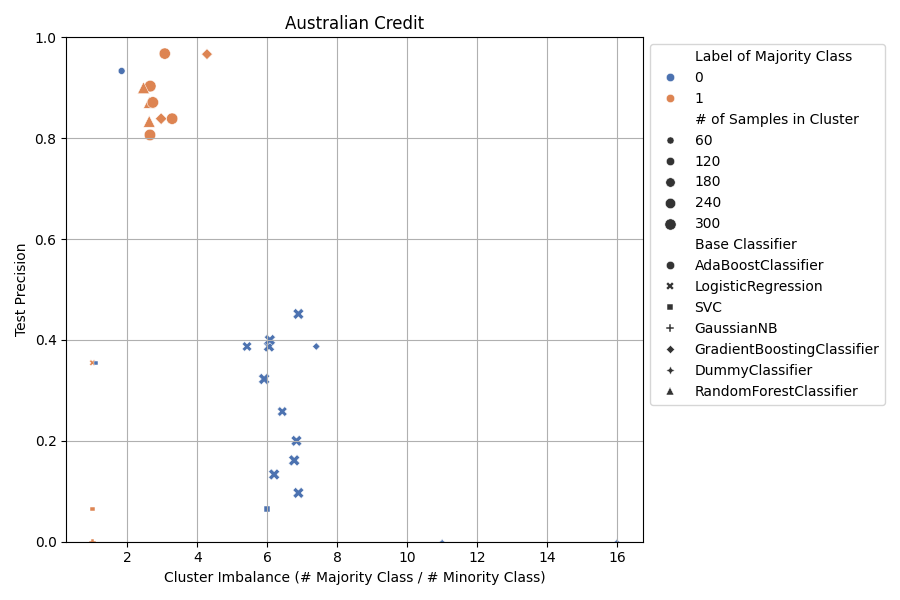 Australian Credit
1.0
0.8
0.6
0.4
0.2
0.0
Test Precision
2
4
6
8
10
12
14
16
Cluster Imbalance (# Majority Class / # Minority Class)
Label of Majority Class
0
1
# of Samples in Cluster
60
120
180
240
300
Base Classifier
AdaBoostClassifier
LogisticRegression
SVC
GaussianNB
GradientBoostingClassifier
DummyClassifier
RandomForestClassifier